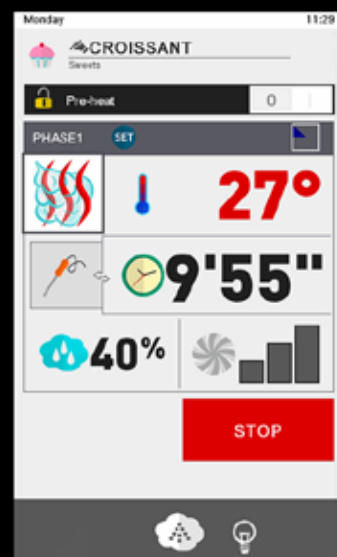 Monday 11:29
CROISSANT
Sweets
Pre-heat 0
PHASE1 SET
27°
9'55"
40%
STOP